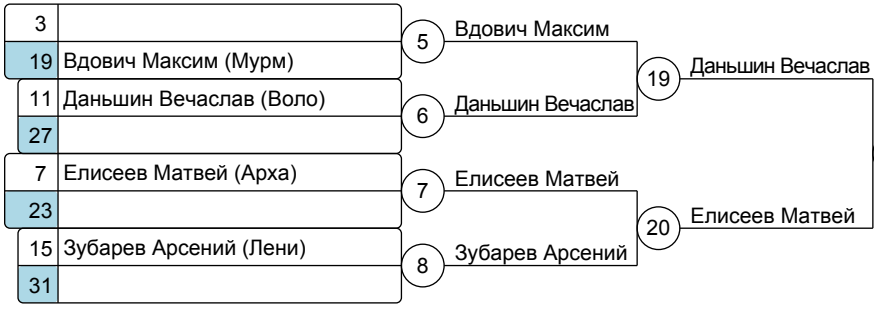 3
19 Вдович Максим (Мурм)
11 Даньшин Вечаслав (Воло)
27
7 Елисеев Матвей (Арха)
23
15 Зубарев Арсений (Лени)
31
5 Вдович Максим
6 Даньшин Вечаслав
7 Елисеев Матвей
8 Зубарев Арсений
19 Даньшин Вечаслав
20 Елисеев Матвей